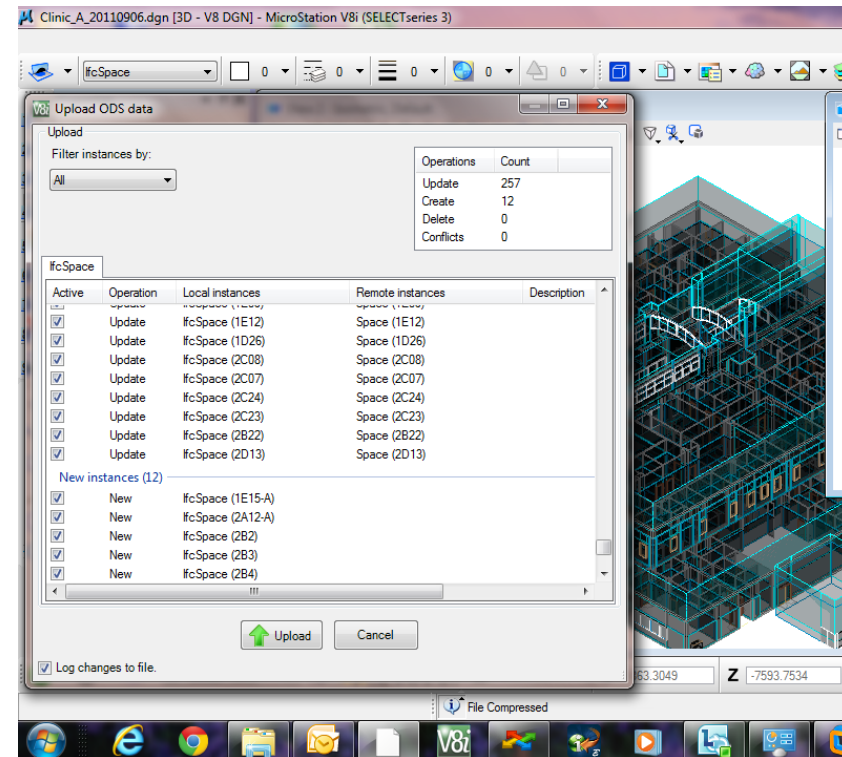 Clinic_A_20110906.dgn [3D - V8 DGN] - MicroStation V8i (SELECTseries 3)
IfcSpace 0 0 0 0 0
V8i Upload ODS data
Upload
Filter instances by:
All
Operations Count
Update 257
Create 12
Delete 0
Conflicts 0
IfcSpace
Active Operation Local instances Remote instances Description
Update IfcSpace (1E12) Space (1E12)
Update IfcSpace (1D26) Space (1D26)
Update IfcSpace (2C08) Space (2C08)
Update IfcSpace (2C07) Space (2C07)
Update IfcSpace (2C24) Space (2C24)
Update IfcSpace (2C23) Space (2C23)
Update IfcSpace (2B22) Space (2B22)
Update IfcSpace (2D13) Space (2D13)
New instances (12)
New IfcSpace (1E15-A)
New IfcSpace (2A12-A)
New IfcSpace (2B2)
New IfcSpace (2B3)
New IfcSpace (2B4)
Upload Cancel
Log changes to file.
63.3049 Z -7593.7534
File Compressed
V8i